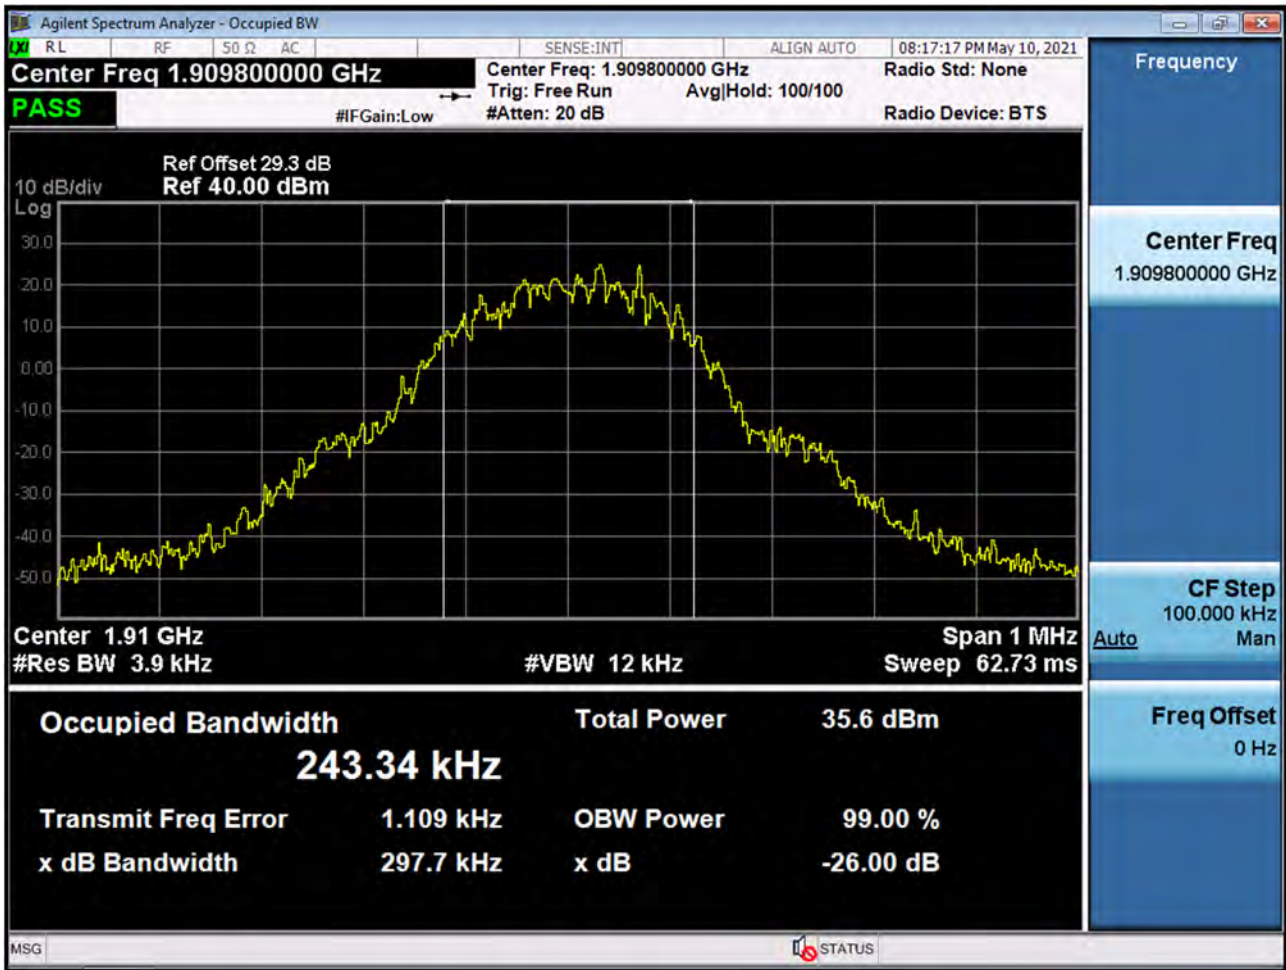 Agilent Spectrum Analyzer - Occupied BW
LXI RL RF 50 Ω AC SENSE:INT ALIGN AUTO 08:17:17 PM May 10, 2021
Center Freq 1.909800000 GHz
Center Freq: 1.909800000 GHz Radio Std: None
Trig: Free Run Avg|Hold: 100/100
PASS
#IFGain:Low #Atten: 20 dB Radio Device: BTS
Ref Offset 29.3 dB
10 dB/div Ref 40.00 dBm
Log
30.0
20.0
10.0
0.00
-10.0
-20.0
-30.0
-40.0
-50.0
Center 1.91 GHz Span 1 MHz
#Res BW 3.9 kHz #VBW 12 kHz Sweep 62.73 ms
Occupied Bandwidth Total Power 35.6 dBm
243.34 kHz
Transmit Freq Error 1.109 kHz OBW Power 99.00 %
x dB Bandwidth 297.7 kHz x dB -26.00 dB
MSG STATUS
Frequency
Center Freq
1.909800000 GHz
CF Step
100.000 kHz
Auto Man
Freq Offset
0 Hz